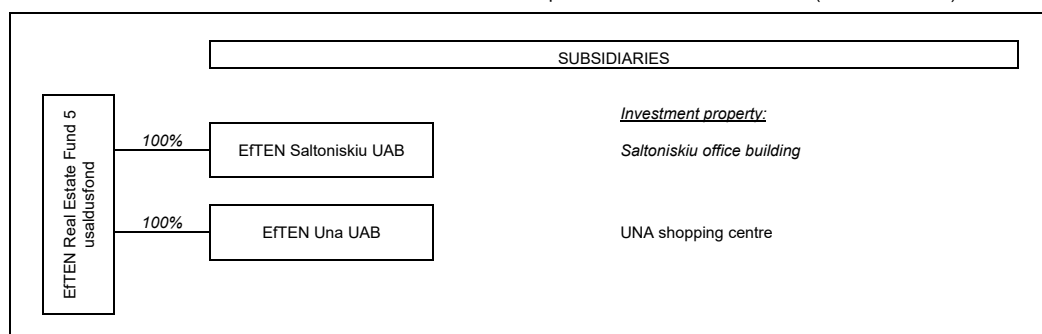 SUBSIDIARIES
EfTEN Real Estate Fund 5
usaldusfond
Investment property:
100%
EfTEN Saltoniskiu UAB
Saltoniskiu office building
100%
EfTEN Una UAB
UNA shopping centre